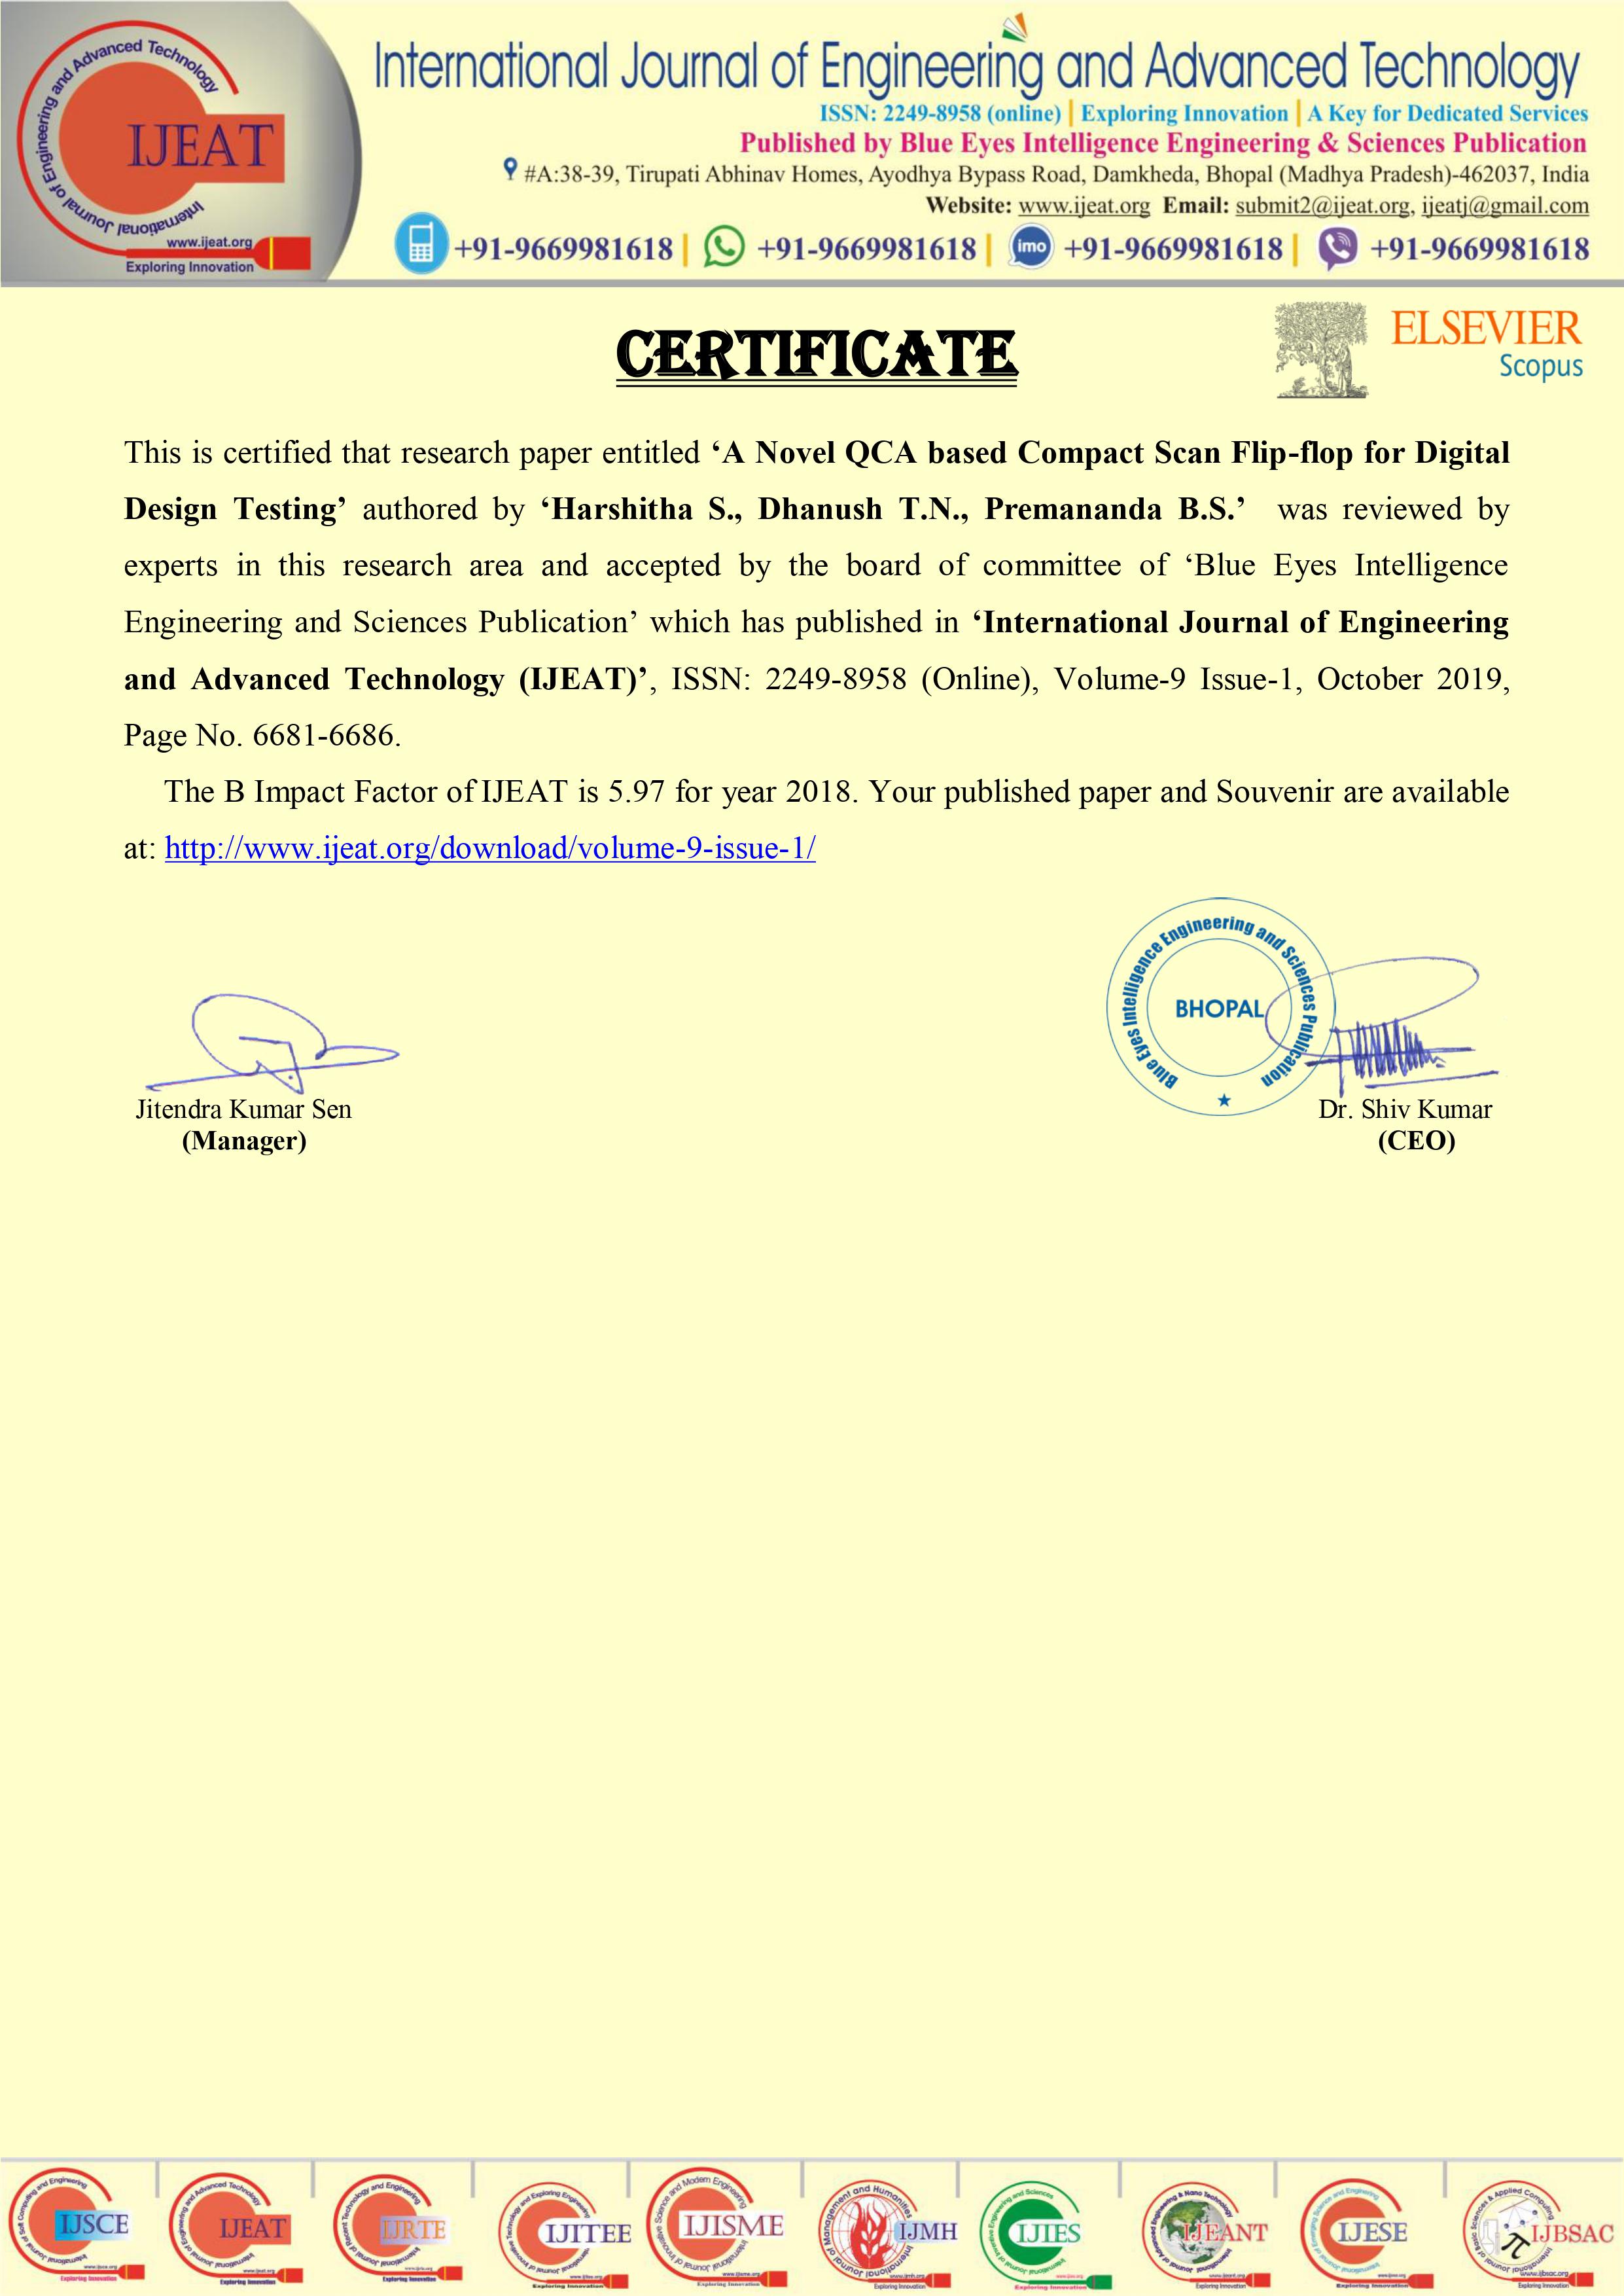 International Journal of Engineering and Advanced Technology
IJEAT
www.ijeat.org
Exploring Innovation
International Journal of Engineering and Advanced Technology
ISSN: 2249-8958 (online) | Exploring Innovation | A Key for Dedicated Services
Published by Blue Eyes Intelligence Engineering & Sciences Publication
#A:38-39, Tirupati Abhinav Homes, Ayodhya Bypass Road, Damkheda, Bhopal (Madhya Pradesh)-462037, India
Website: www.ijeat.org Email: submit2@ijeat.org, ijeatj@gmail.com
+91-9669981618 | +91-9669981618 | imo +91-9669981618 | +91-9669981618
CERTIFICATE
ELSEVIER
Scopus
This is certified that research paper entitled ‘A Novel QCA based Compact Scan Flip-flop for Digital
Design Testing’ authored by ‘Harshitha S., Dhanush T.N., Premananda B.S.’ was reviewed by
experts in this research area and accepted by the board of committee of ‘Blue Eyes Intelligence
Engineering and Sciences Publication’ which has published in ‘International Journal of Engineering
and Advanced Technology (IJEAT)’, ISSN: 2249-8958 (Online), Volume-9 Issue-1, October 2019,
Page No. 6681-6686.
The B Impact Factor of IJEAT is 5.97 for year 2018. Your published paper and Souvenir are available
at: http://www.ijeat.org/download/volume-9-issue-1/
Blue Eyes Intelligence Engineering and Sciences Publication
BHOPAL
Jitendra Kumar Sen
(Manager)
Dr. Shiv Kumar
(CEO)
IJSCE
IJEAT
IJRTE
IJITEE
IJISME
IJMH
IJIES
IJEANT
IJESE
IJBSAC